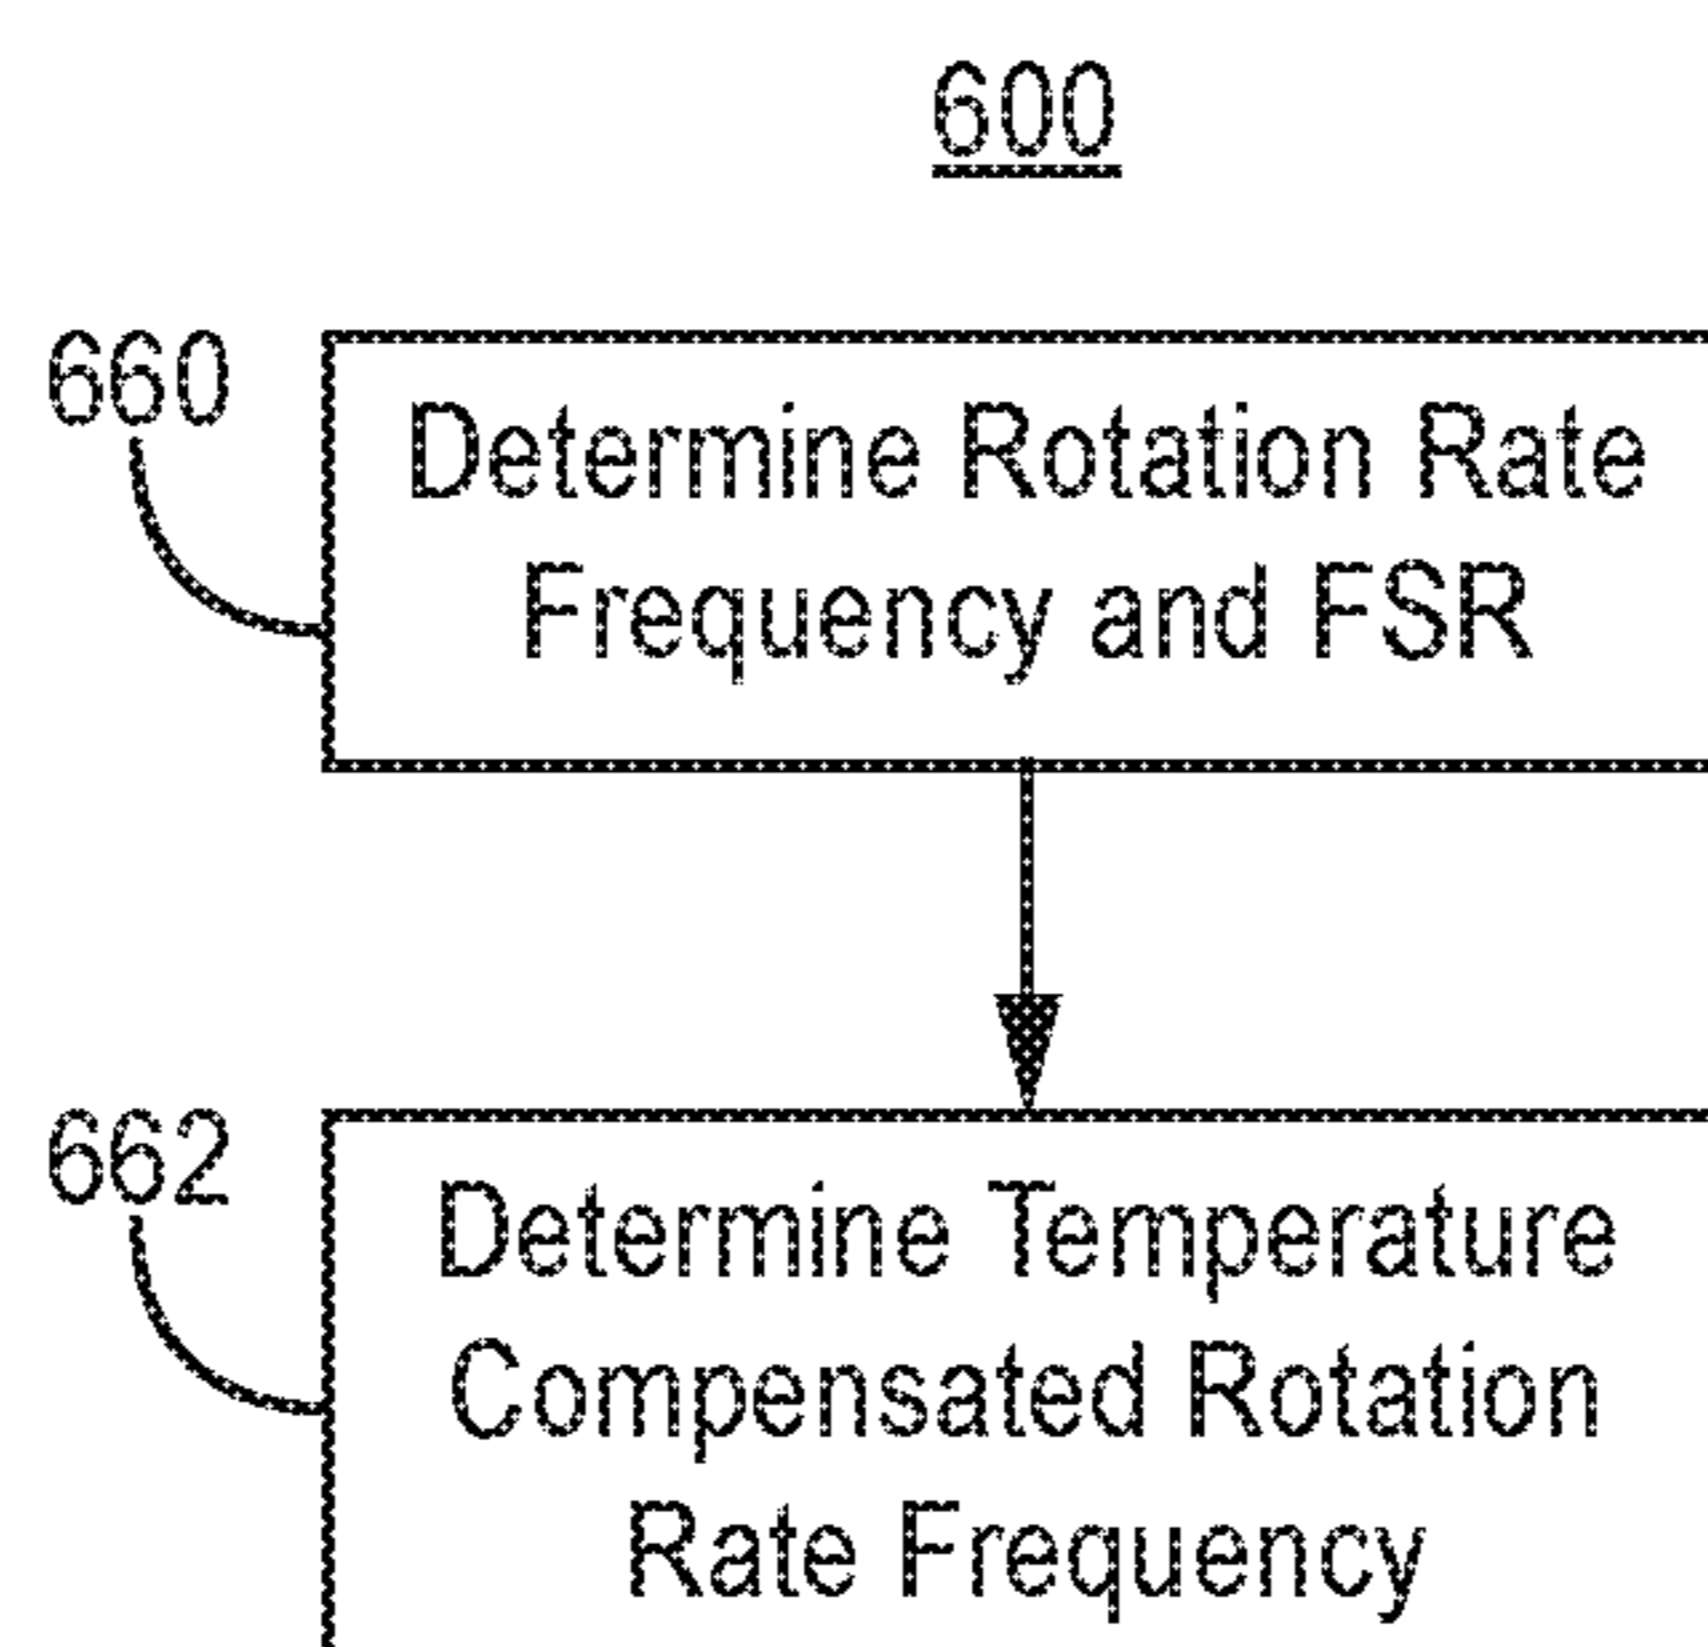 600
660
Determine Rotation Rate
Frequency and FSR
662
Determine Temperature
Compensated Rotation
Rate Frequency